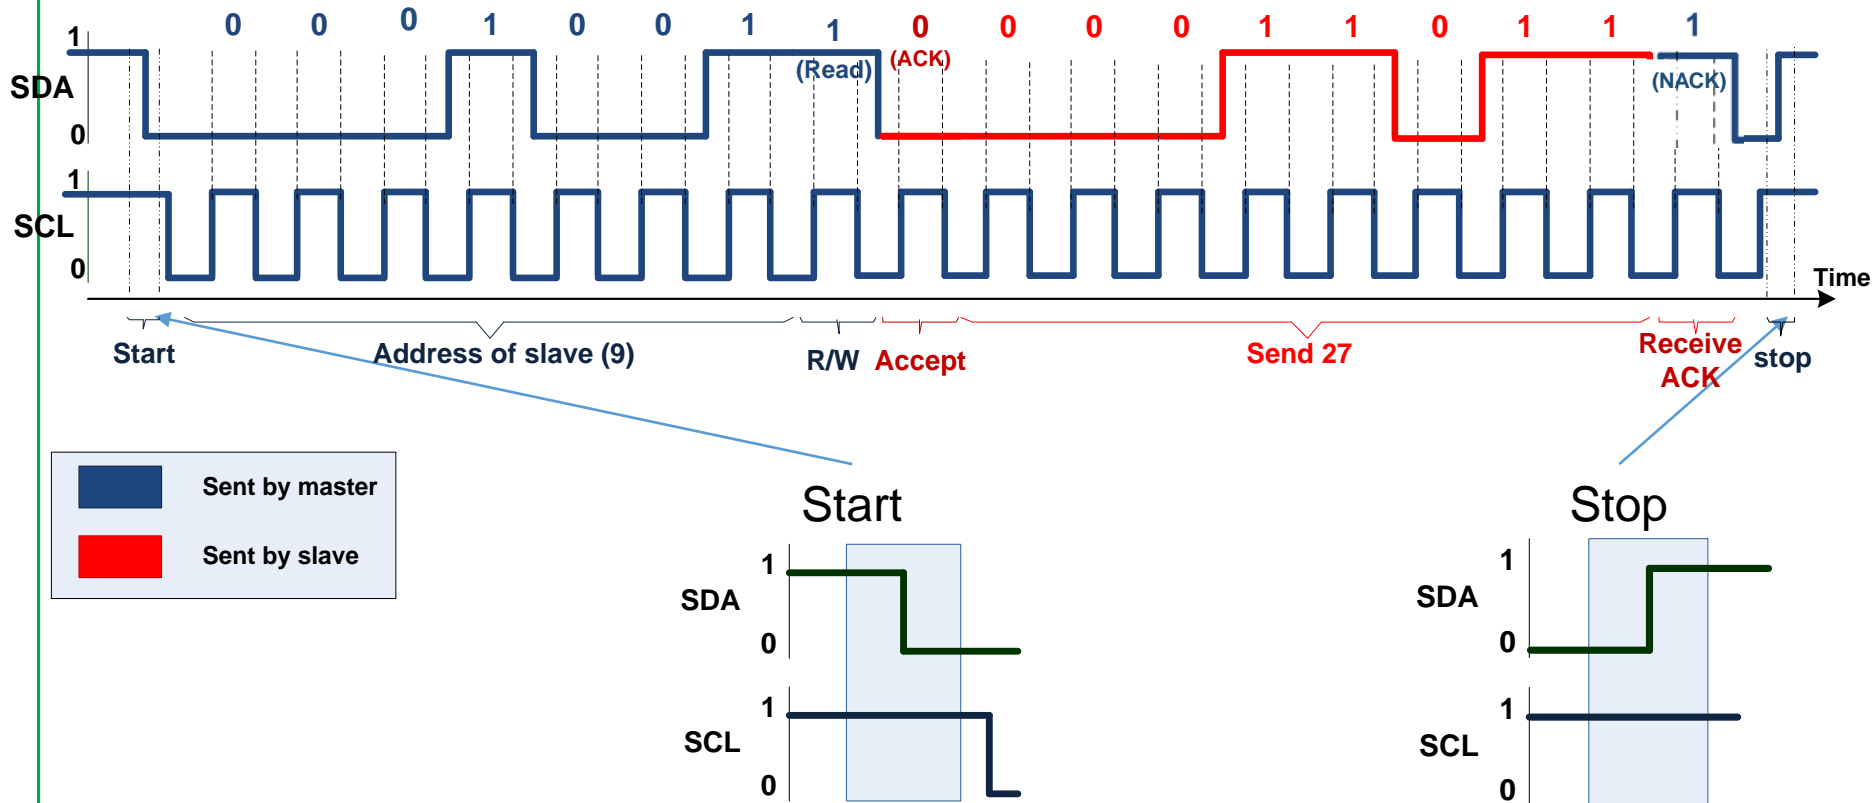 0 0 0 1 0 0 1 1 0 0 0 0 1 1 0 1 1 1
(Read) (ACK) (NACK)
1
SDA
0
1
SCL
0
Time
Start Address of slave (9) R/W Accept Send 27 Receive ACK stop
Sent by master
Sent by slave
Start
1
SDA
0
1
SCL
0
Stop
1
SDA
0
1
SCL
0